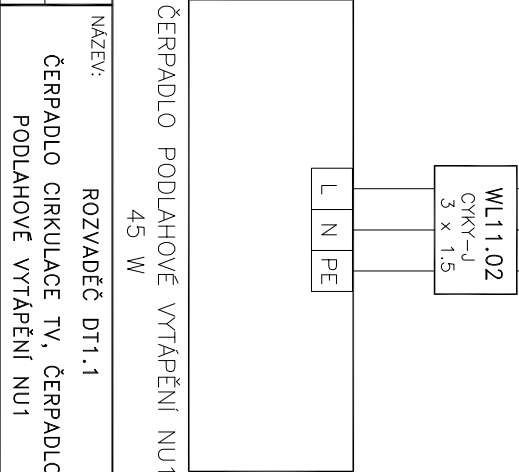 WL11.02
CYKY-J
3 x 1.5
L N PE
ČERPADLO PODLAHOVÉ VYTÁPĚNÍ NU1
45 W
NÁZEV:
ROZVADĚČ DT1.1
ČERPADLO CIRKULACE TV, ČERPADLO
PODLAHOVÉ VYTÁPĚNÍ NU1